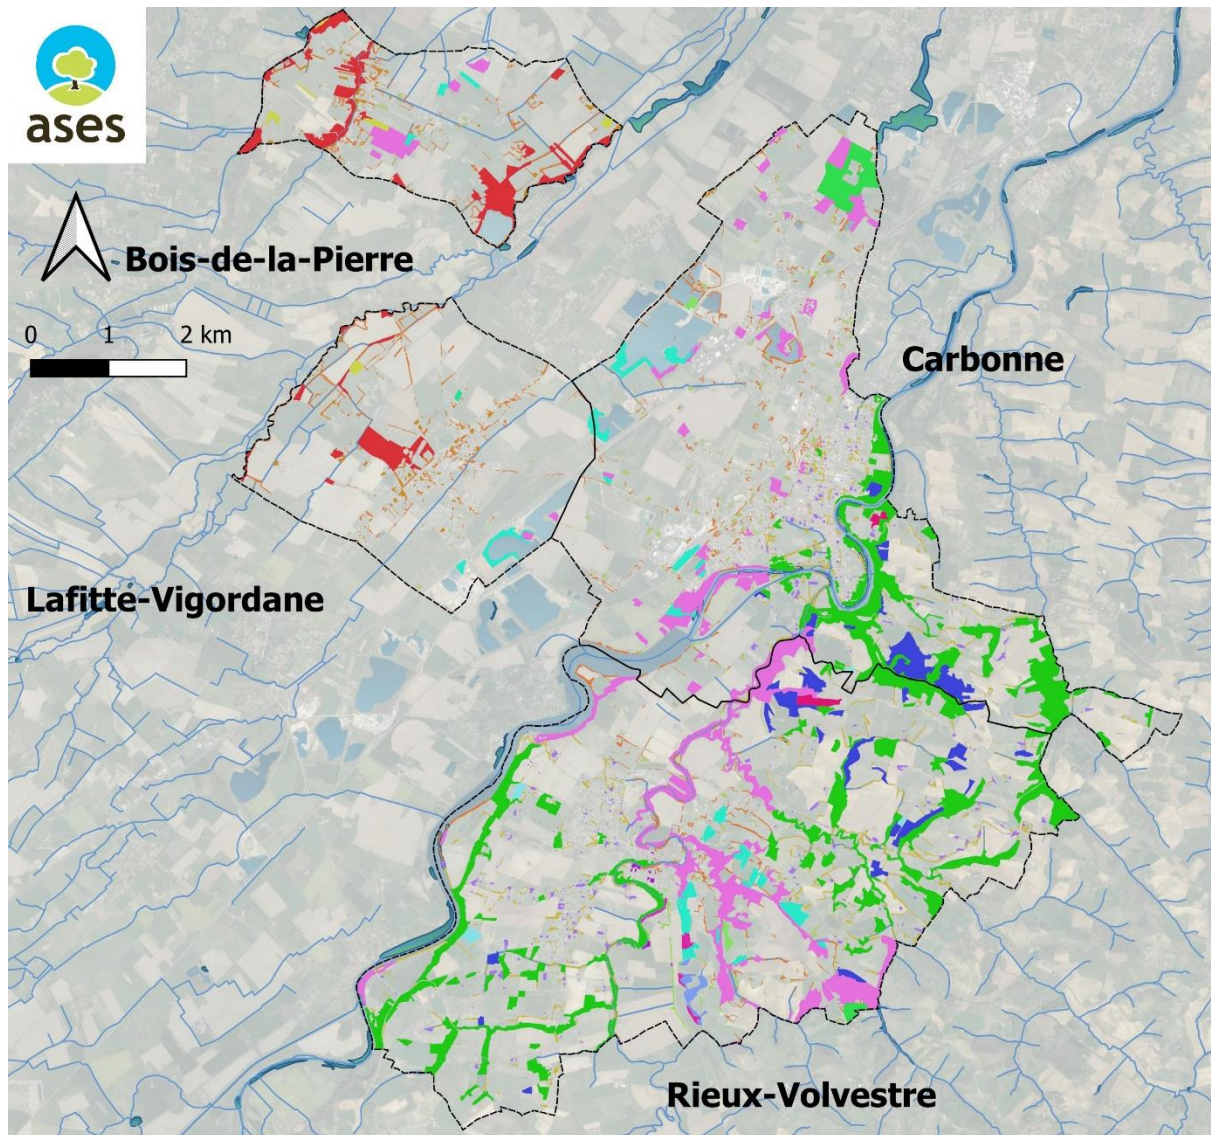 ases
Bois-de-la-Pierre
0 1 2 km
Carbonne
Lafitte-Vigordane
Rieux-Volvestre